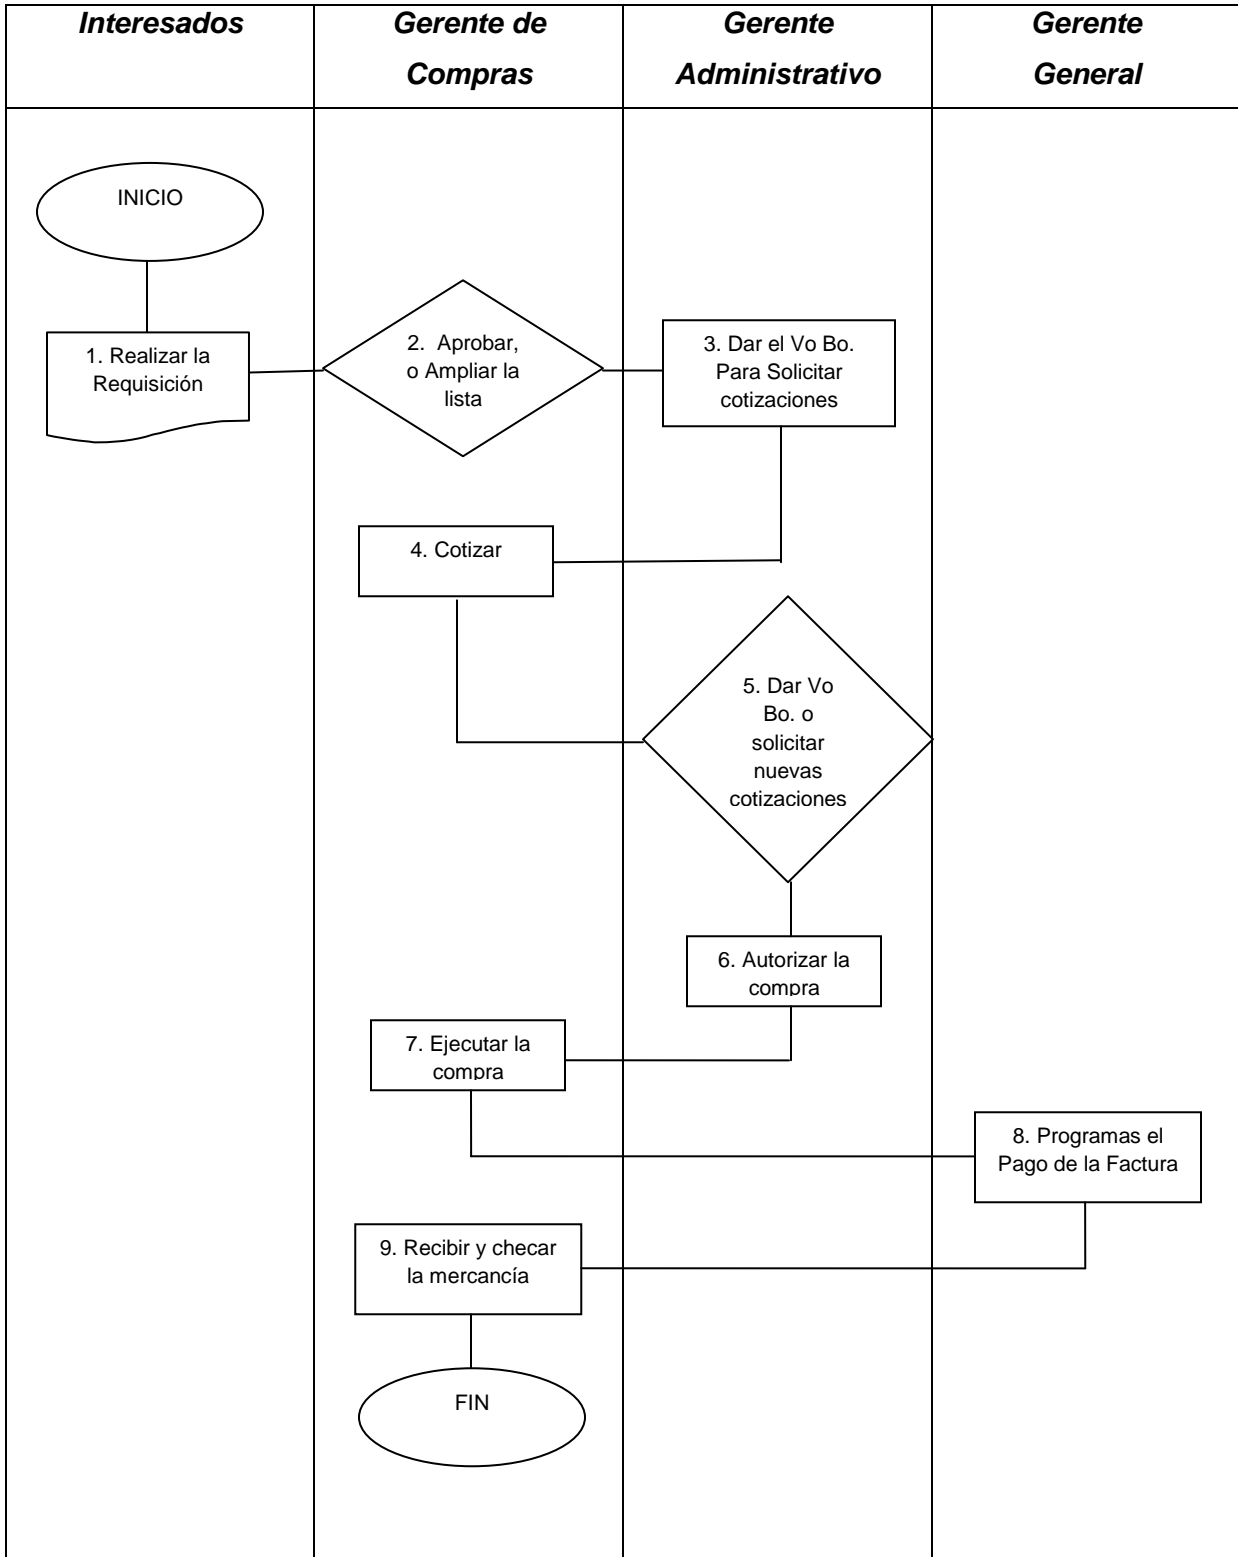 Interesados
Gerente de
Compras
Gerente
Administrativo
Gerente
General
INICIO
1. Realizar la
Requisición
2. Aprobar,
o Ampliar la
lista
3. Dar el Vo Bo.
Para Solicitar
cotizaciones
4. Cotizar
5. Dar Vo
Bo. o
solicitar
nuevas
cotizaciones
6. Autorizar la
compra
7. Ejecutar la
compra
8. Programas el
Pago de la Factura
9. Recibir y checar
la mercancía
FIN